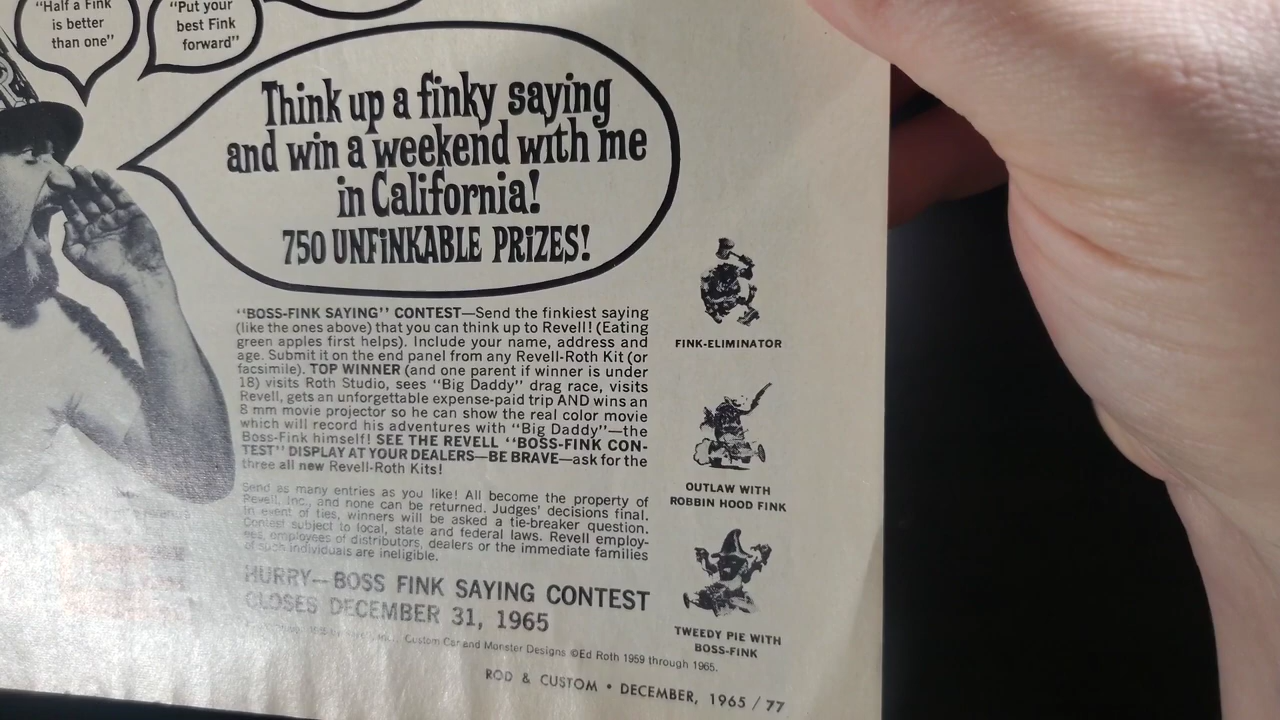 "Half a Fink
is better
than one"
"Put your
best Fink
forward"
Think up a finky saying
and win a weekend with me
in California!
750 UNFiNKABLE PRiZES!
"BOSS-FINK SAYING" CONTEST—Send the finkiest saying
(like the ones above) that you can think up to Revell! (Eating
green apples first helps). Include your name, address and
age. Submit it on the end panel from any Revell-Roth Kit (or
facsimile). TOP WINNER (and one parent if winner is under
18) visits Roth Studio, sees "Big Daddy" drag race, visits
Revell, gets an unforgettable expense-paid trip AND wins an
8 mm movie projector so he can show the real color movie
which will record his adventures with "Big Daddy"—the
Boss-Fink himself! SEE THE REVELL "BOSS-FINK CON-
TEST" DISPLAY AT YOUR DEALERS—BE BRAVE—ask for the
three all new Revell-Roth Kits!
Send as many entries as you like! All become the property of
Revell, Inc., and none can be returned. Judges' decisions final.
In event of ties, winners will be asked a tie-breaker question.
Contest subject to local, state and federal laws. Revell employ-
ees, employees of distributors, dealers or the immediate families
of such individuals are ineligible.
HURRY—BOSS FINK SAYING CONTEST
CLOSES DECEMBER 31, 1965
Custom Car and Monster Designs ©Ed Roth 1959 through 1965.
FINK-ELIMINATOR
OUTLAW WITH
ROBBIN HOOD FINK
TWEEDY PIE WITH
BOSS-FINK
ROD & CUSTOM • DECEMBER, 1965 / 77